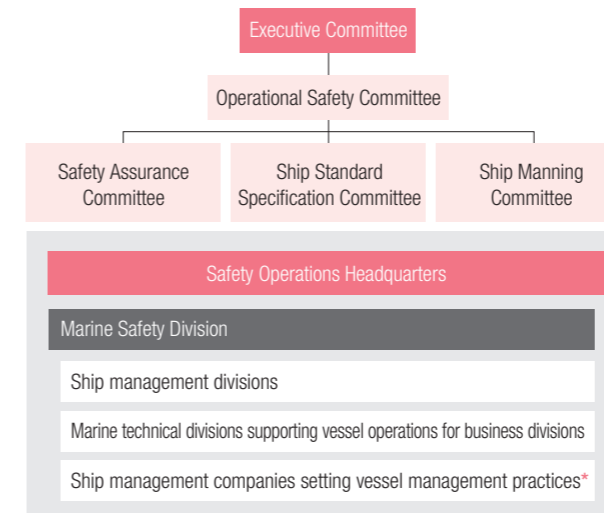 Executive Committee
Operational Safety Committee
Safety Assurance
Committee
Ship Standard
Specification Committee
Ship Manning
Committee
Safety Operations Headquarters
Marine Safety Division
Ship management divisions
Marine technical divisions supporting vessel operations for business divisions
Ship management companies setting vessel management practices*